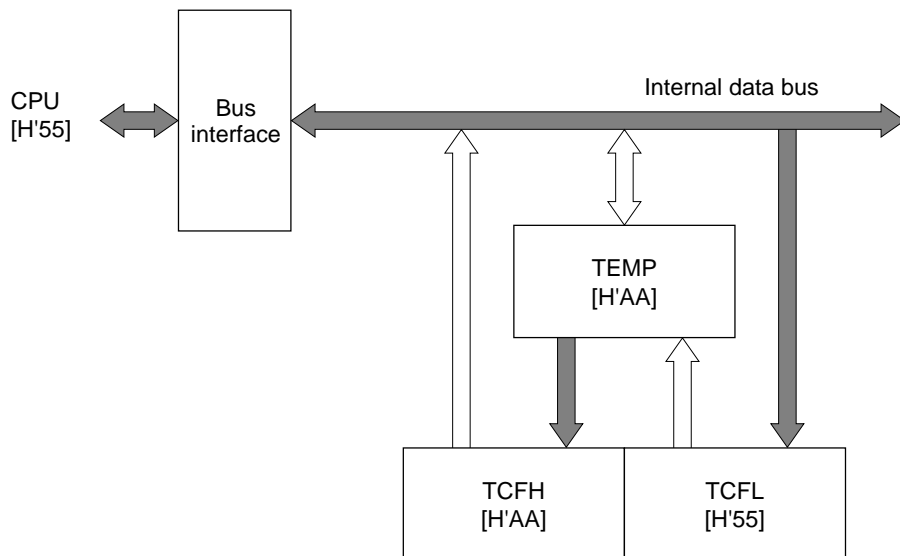 Internal data bus
CPU
[H'55]
Bus
interface
TEMP
[H'AA]
TCFH
[H'AA]
TCFL
[H'55]